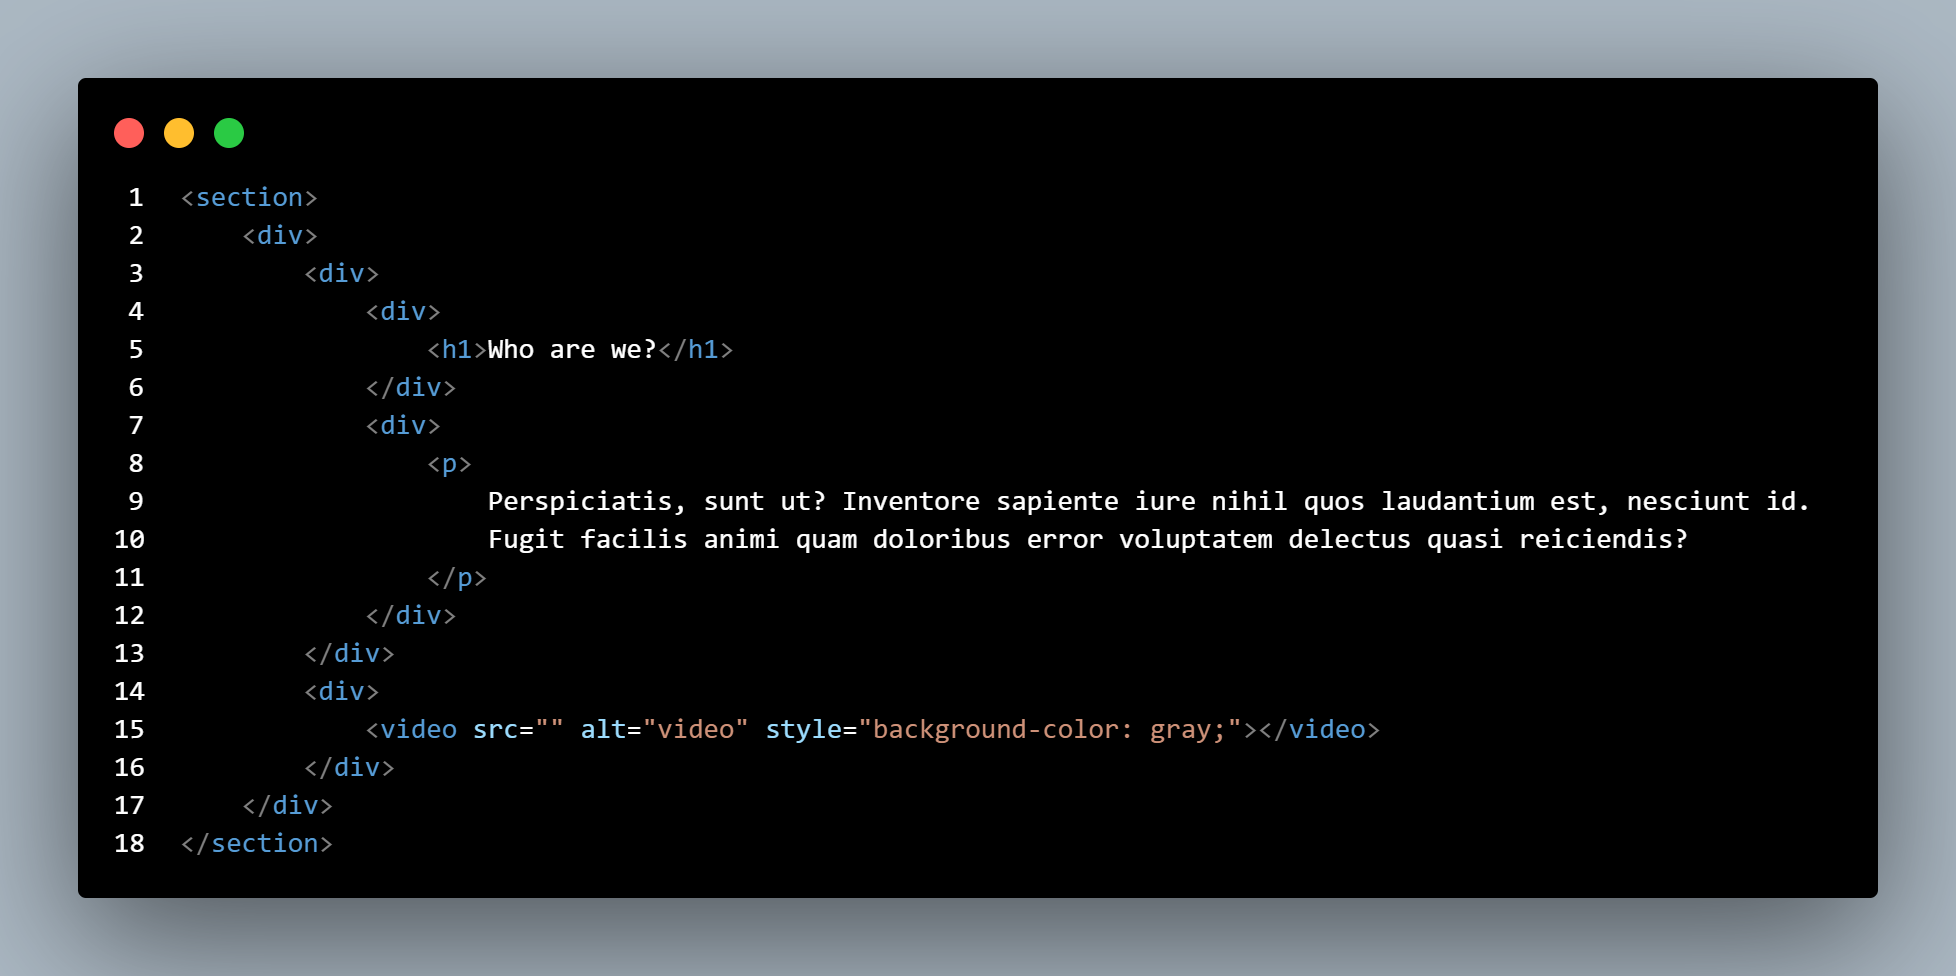 1 <section>
2     <div>
3         <div>
4             <div>
5                 <h1>Who are we?</h1>
6             </div>
7             <div>
8                 <p>
9                     Perspiciatis, sunt ut? Inventore sapiente iure nihil quos laudantium est, nesciunt id.
10                     Fugit facilis animi quam doloribus error voluptatem delectus quasi reiciendis?
11                 </p>
12             </div>
13         </div>
14         <div>
15             <video src="" alt="video" style="background-color: gray;"></video>
16         </div>
17     </div>
18 </section>